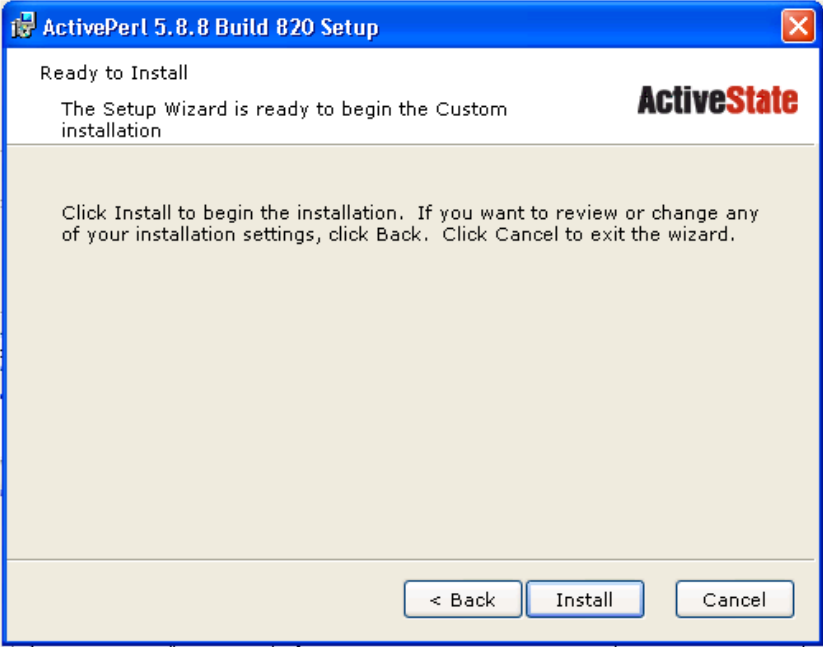 ActivePerl 5.8.8 Build 820 Setup
Ready to Install
The Setup Wizard is ready to begin the Custom
installation
ActiveState
Click Install to begin the installation.  If you want to review or change any
of your installation settings, click Back.  Click Cancel to exit the wizard.
< Back
Install
Cancel